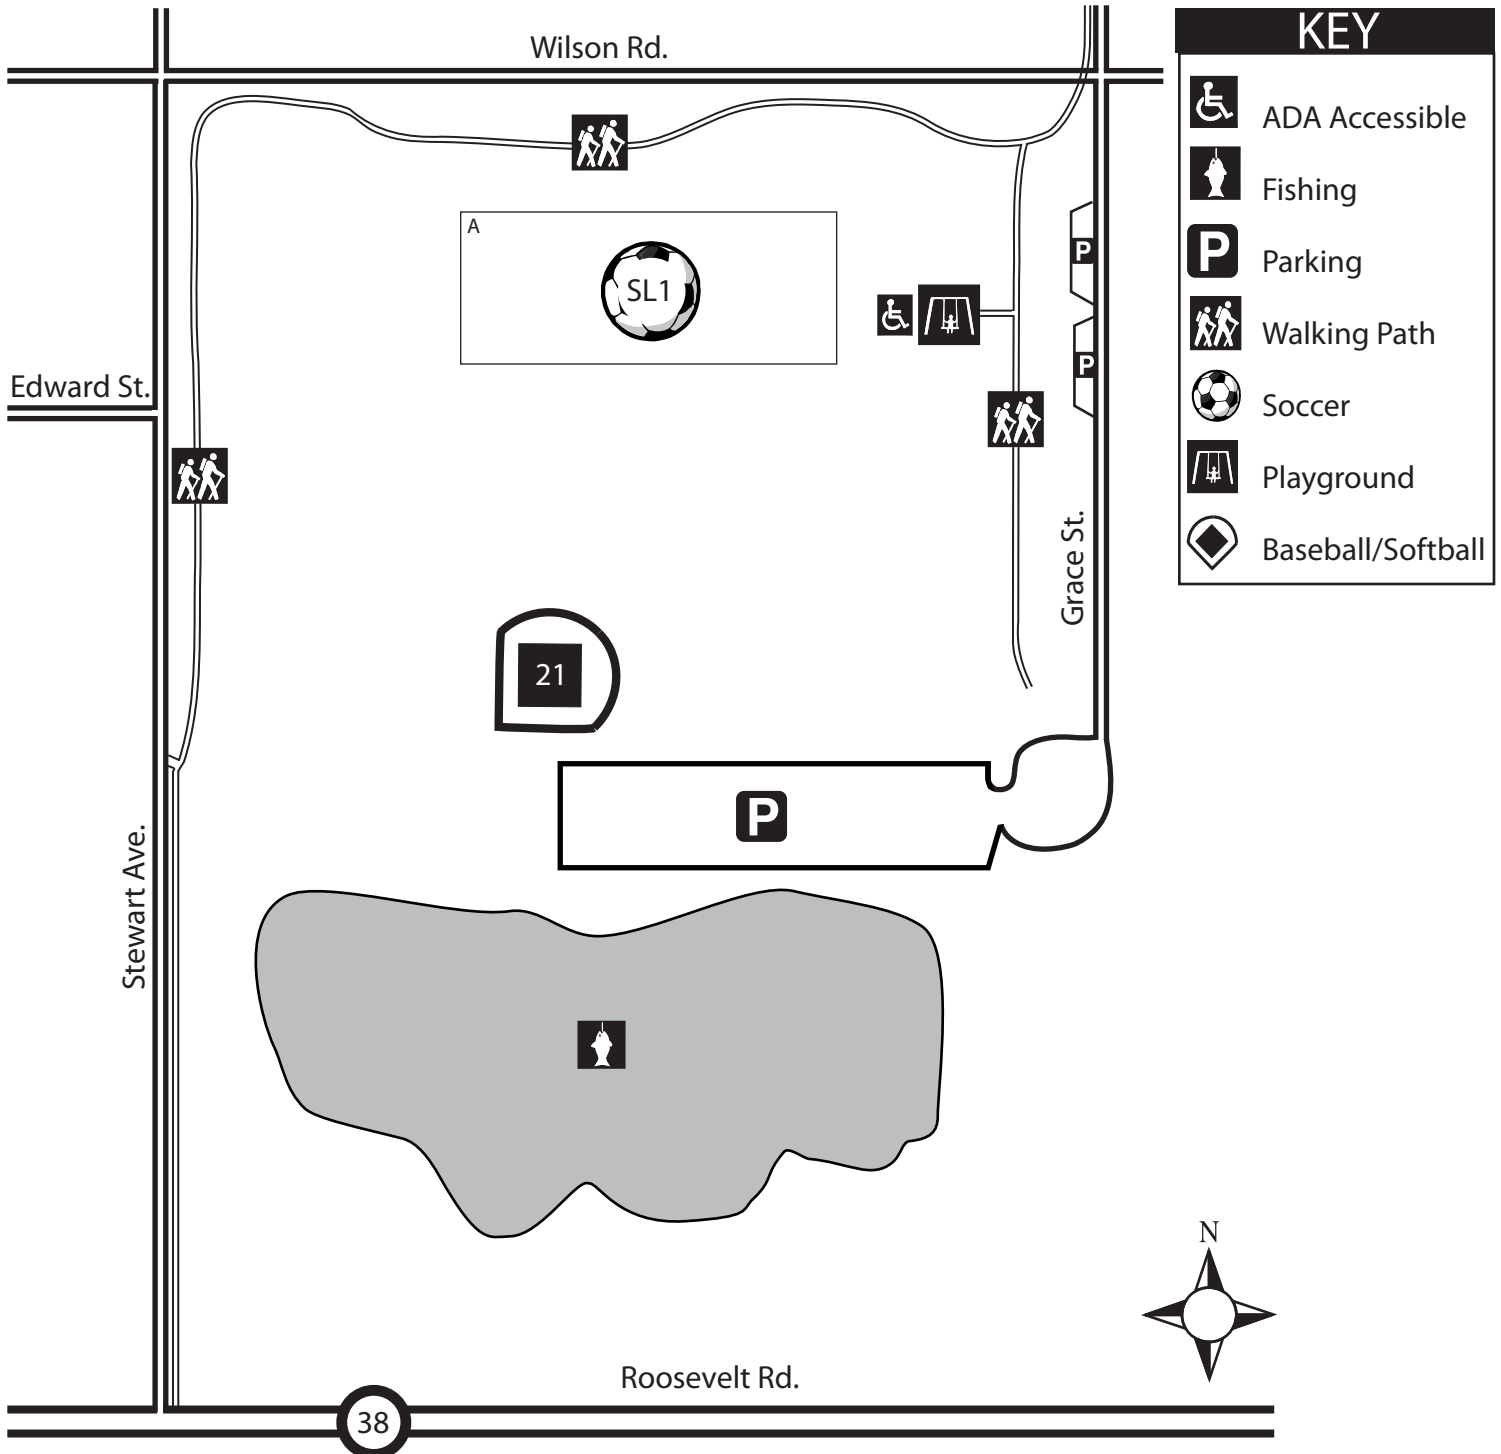 Wilson Rd.
KEY
ADA Accessible
Fishing
P
Parking
Walking Path
Soccer
Playground
Baseball/Softball
A
SL1
P
P
Edward St.
Grace St.
21
P
Stewart Ave.
N
Roosevelt Rd.
38